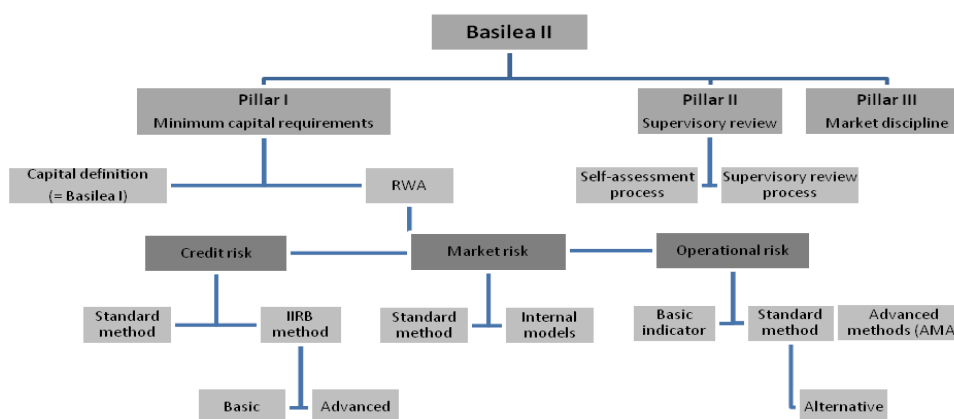 Basilea II
Pillar I
Minimum capital requirements
Pillar II
Supervisory review
Pillar III
Market discipline
Capital definition
(= Basilea I)
RWA
Self-assessment
process
Supervisory review
process
Credit risk
Market risk
Operational risk
Standard
method
IIRB
method
Standard
method
Internal
models
Basic
indicator
Standard
method
Advanced
methods (AMA
Basic
Advanced
Alternative